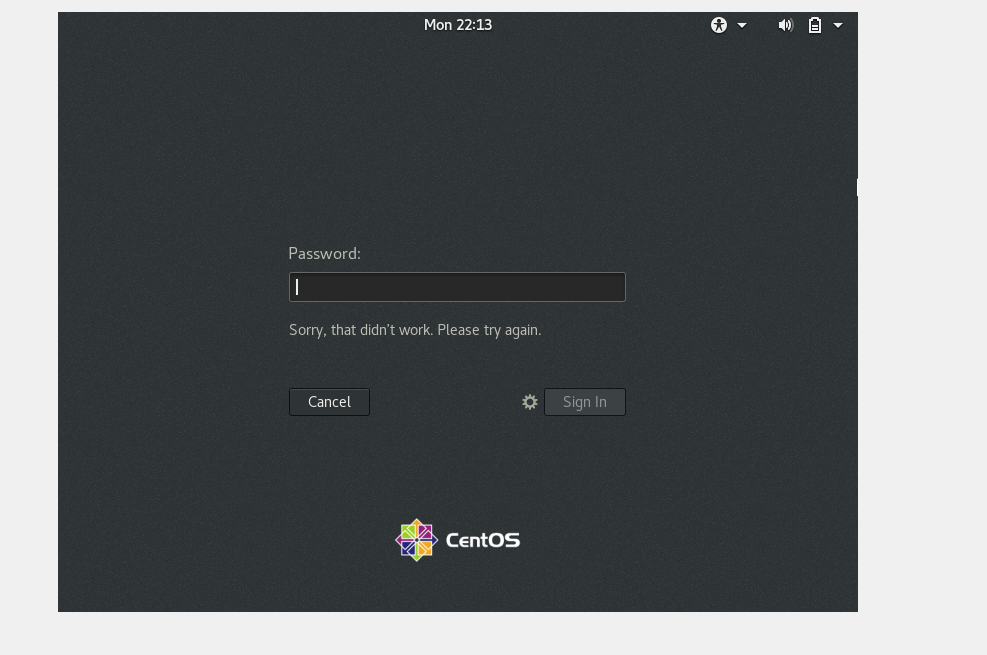 Mon 22:13
Password:
Sorry, that didn't work. Please try again.
Cancel
Sign In
CentOS